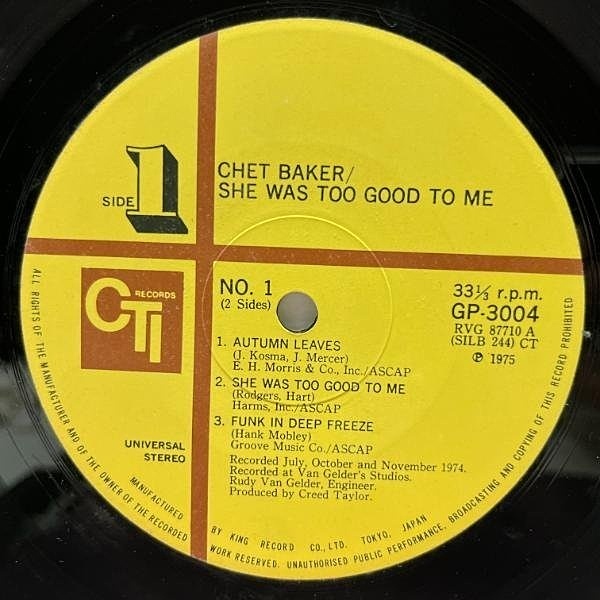 CHET BAKER/
SHE WAS TOO GOOD TO ME
SIDE 1
CTI
RECORDS
NO. 1
(2 Sides)
33⅓ r.p.m.
GP-3004
RVG 87710 A
(SILB 244) CT
℗ 1975
1. AUTUMN LEAVES
(J. Kosma, J. Mercer)
E. H. Morris & Co., Inc./ASCAP
2. SHE WAS TOO GOOD TO ME
(Rodgers, Hart)
Harms, Inc./ASCAP
3. FUNK IN DEEP FREEZE
(Hank Mobley)
Groove Music Co./ASCAP
Recorded July, October and November 1974.
Recorded at Van Gelder's Studios.
Rudy Van Gelder, Engineer.
Produced by Creed Taylor.
UNIVERSAL
STEREO
MANUFACTURED BY KING RECORD CO., LTD. TOKYO, JAPAN
ALL RIGHTS OF THE MANUFACTURER AND OF THE OWNER OF THE RECORDED WORK RESERVED. UNAUTHORISED PUBLIC PERFORMANCE, BROADCASTING AND COPYING OF THIS RECORD PROHIBITED